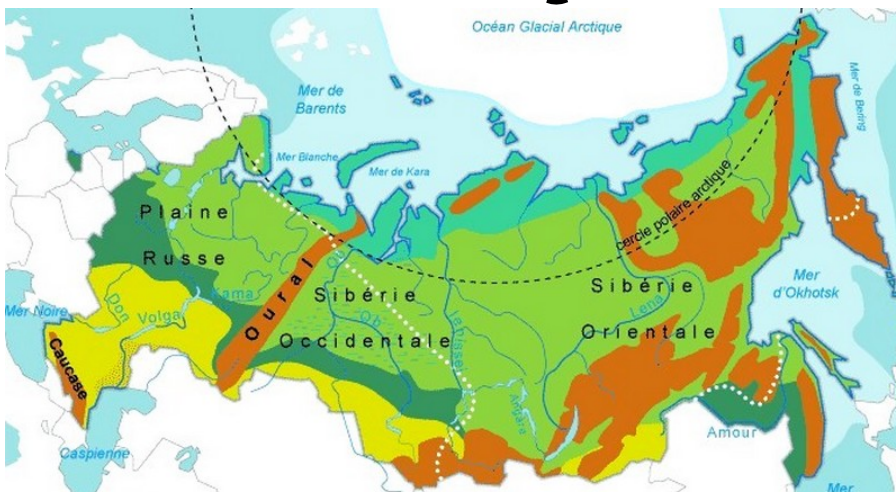 Océan Glacial Arctique
Mer de
Barents
Mer de Bering
Mer Blanche
Mer de Kara
cercle polaire arctique
Plaine
Russe
Oural
Sibérie
Occidentale
Ob
Ob
Iénisseï
Sibérie
Orientale
Lena
Mer
d'Okhotsk
Kama
Don
Volga
Mer Noire
Caucase
Angara
Amour
Caspienne
Mer